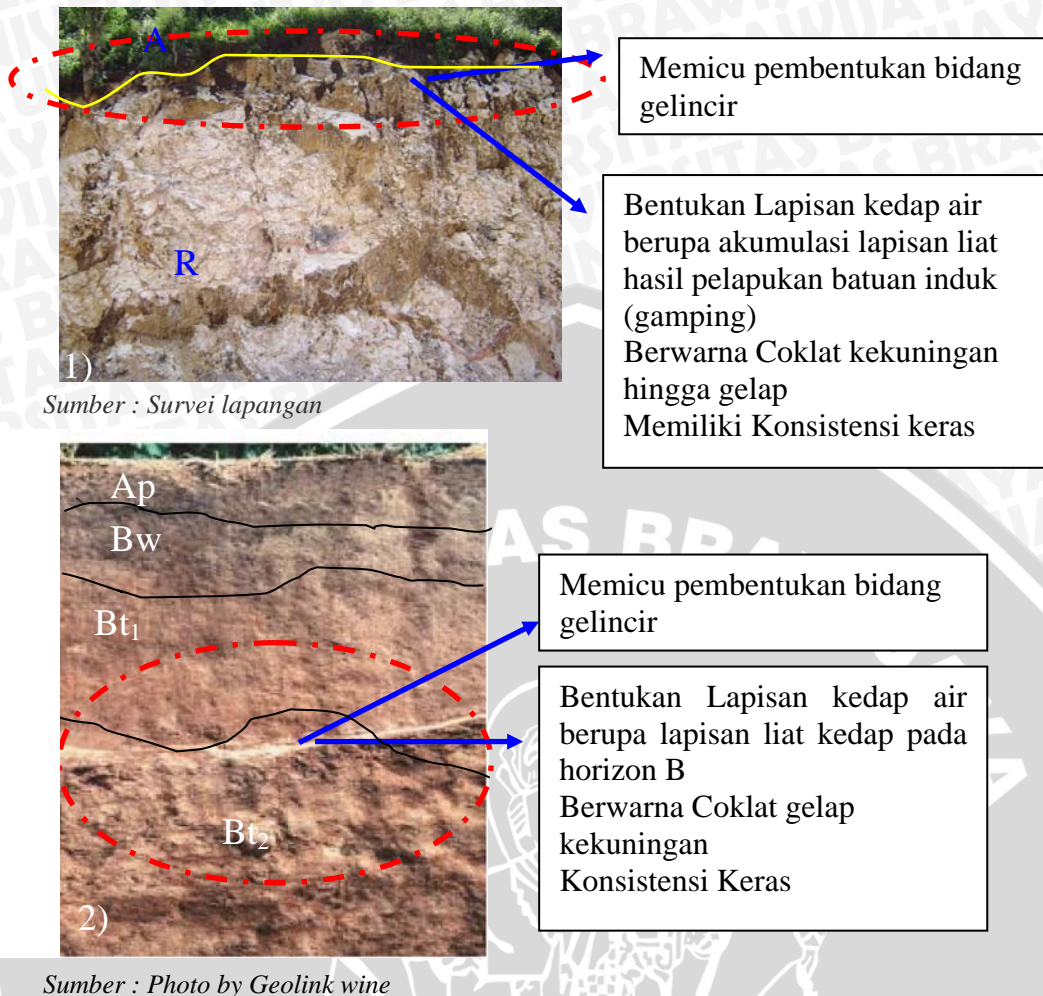 A
R
1)
Memicu pembentukan bidang
gelincir
Bentukan Lapisan kedap air
berupa akumulasi lapisan liat
hasil pelapukan batuan induk
(gamping)
Berwarna Coklat kekuningan
hingga gelap
Memiliki Konsistensi keras
Sumber : Survei lapangan
Ap
Bw
Bt₁
Bt₂
2)
Memicu pembentukan bidang
gelincir
Bentukan Lapisan kedap air
berupa lapisan liat kedap pada
horizon B
Berwarna Coklat gelap
kekuningan
Konsistensi Keras
Sumber : Photo by Geolink wine